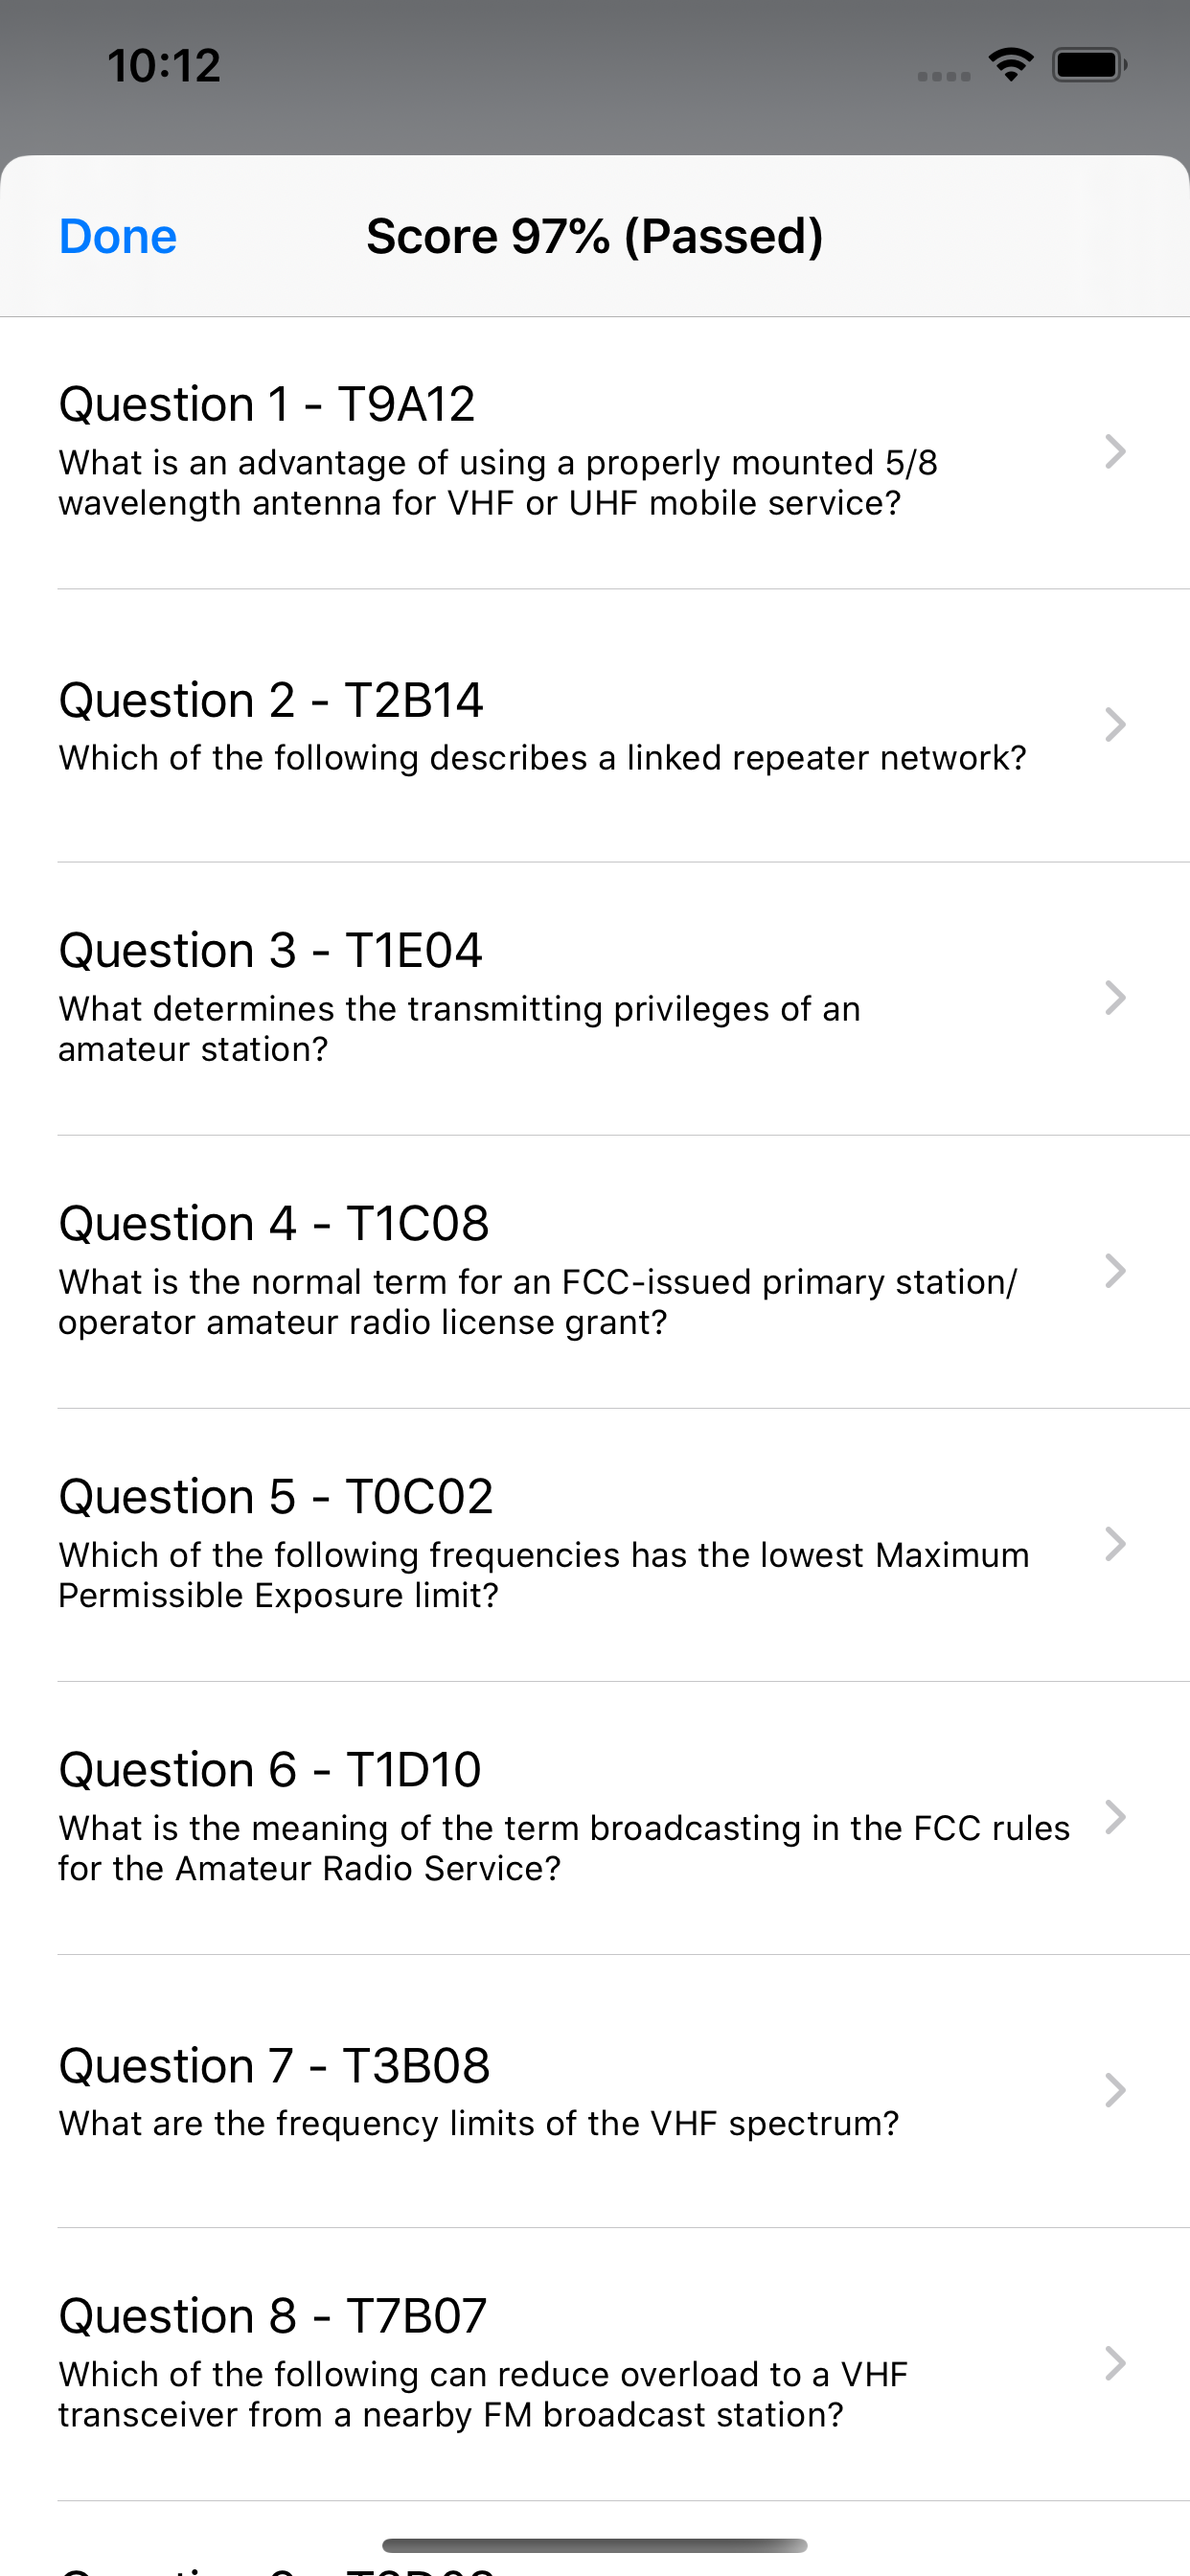 10:12
Done
Score 97% (Passed)
Question 1 - T9A12
What is an advantage of using a properly mounted 5/8
wavelength antenna for VHF or UHF mobile service?
Question 2 - T2B14
Which of the following describes a linked repeater network?
Question 3 - T1E04
What determines the transmitting privileges of an
amateur station?
Question 4 - T1C08
What is the normal term for an FCC-issued primary station/
operator amateur radio license grant?
Question 5 - T0C02
Which of the following frequencies has the lowest Maximum
Permissible Exposure limit?
Question 6 - T1D10
What is the meaning of the term broadcasting in the FCC rules
for the Amateur Radio Service?
Question 7 - T3B08
What are the frequency limits of the VHF spectrum?
Question 8 - T7B07
Which of the following can reduce overload to a VHF
transceiver from a nearby FM broadcast station?